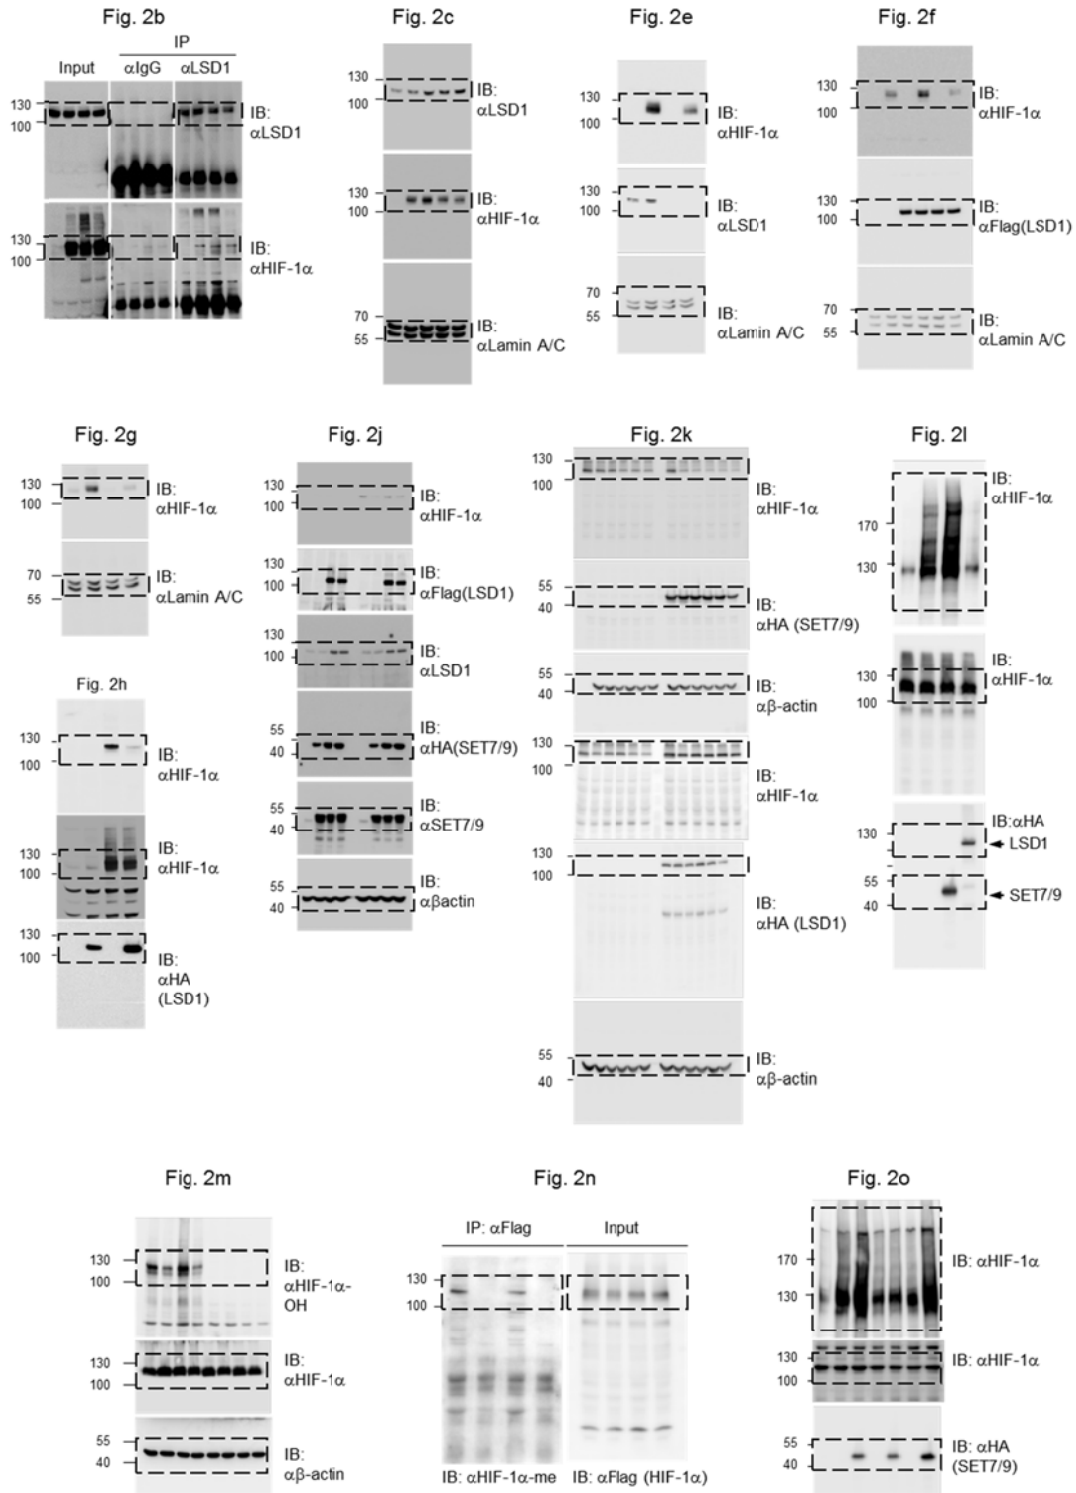 Fig. 2b
IP
Input
αIgG
αLSD1
130
100
IB:
αLSD1
130
100
IB:
αHIF-1α
Fig. 2c
130
100
IB:
αLSD1
130
100
IB:
αHIF-1α
70
55
IB:
αLamin A/C
Fig. 2e
130
100
IB:
αHIF-1α
130
100
IB:
αLSD1
70
55
IB:
αLamin A/C
Fig. 2f
130
100
IB:
αHIF-1α
130
100
IB:
αFlag(LSD1)
70
55
IB:
αLamin A/C
Fig. 2g
130
100
IB:
αHIF-1α
70
55
IB:
αLamin A/C
Fig. 2h
130
100
IB:
αHIF-1α
130
100
IB:
αHIF-1α
130
100
IB:
αHA
(LSD1)
Fig. 2j
130
100
IB:
αHIF-1α
130
100
IB:
αFlag(LSD1)
130
100
IB:
αLSD1
55
40
IB:
αHA(SET7/9)
55
40
IB:
αSET7/9
55
40
IB:
αβactin
Fig. 2k
130
100
IB:
αHIF-1α
55
40
IB:
αHA (SET7/9)
55
40
IB:
αβ-actin
130
100
IB:
αHIF-1α
130
100
IB:
αHA (LSD1)
55
40
IB:
αβ-actin
Fig. 2l
170
130
IB:
αHIF-1α
130
100
IB:
αHIF-1α
IB:αHA
130
LSD1
55
40
SET7/9
Fig. 2m
130
100
IB:
αHIF-1α-
OH
130
100
IB:
αHIF-1α
55
40
IB:
αβ-actin
Fig. 2n
IP: αFlag
Input
130
100
IB: αHIF-1α-me
IB: αFlag (HIF-1α)
Fig. 2o
170
130
IB: αHIF-1α
130
100
IB: αHIF-1α
55
40
IB: αHA
(SET7/9)